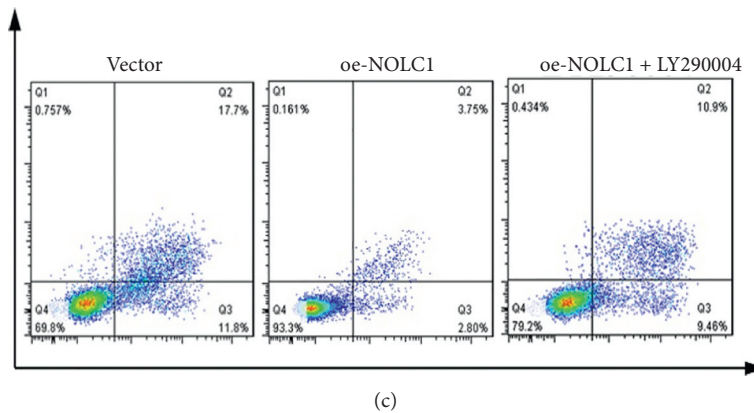 Vector
Q1
0.757%
Q2
17.7%
Q4
69.8%
Q3
11.8%
oe-NOLC1
Q1
0.161%
Q2
3.75%
Q4
93.3%
Q3
2.80%
oe-NOLC1 + LY290004
Q1
0.434%
Q2
10.9%
Q4
79.2%
Q3
9.46%
(c)